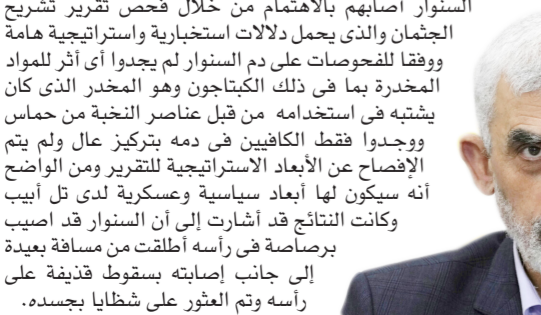 السنوار أصابهم بالاهتمام من خلال فحص تقرير تشريح
الجثمان والذى يحمل دلالات استخبارية واستراتيجية هامة
ووفقا للفحوصات على دم السنوار لم يجدوا أى أثر للمواد
المخدرة بما فى ذلك الكبتاجون وهو المخدر الذى كان
يشتبه فى استخدامه من قبل عناصر النخبة من حماس
ووجدوا فقط الكافيين فى دمه بتركيز عال ولم يتم
الإفصاح عن الأبعاد الاستراتيجية للتقرير ومن الواضح
أنه سيكون لها أبعاد سياسية وعسكرية لدى تل أبيب
وكانت النتائج قد أشارت إلى أن السنوار قد اصيب
برصاصة فى رأسه أطلقت من مسافة بعيدة
إلى جانب إصابته بسقوط قذيفة على
رأسه وتم العثور على شظايا بجسده.